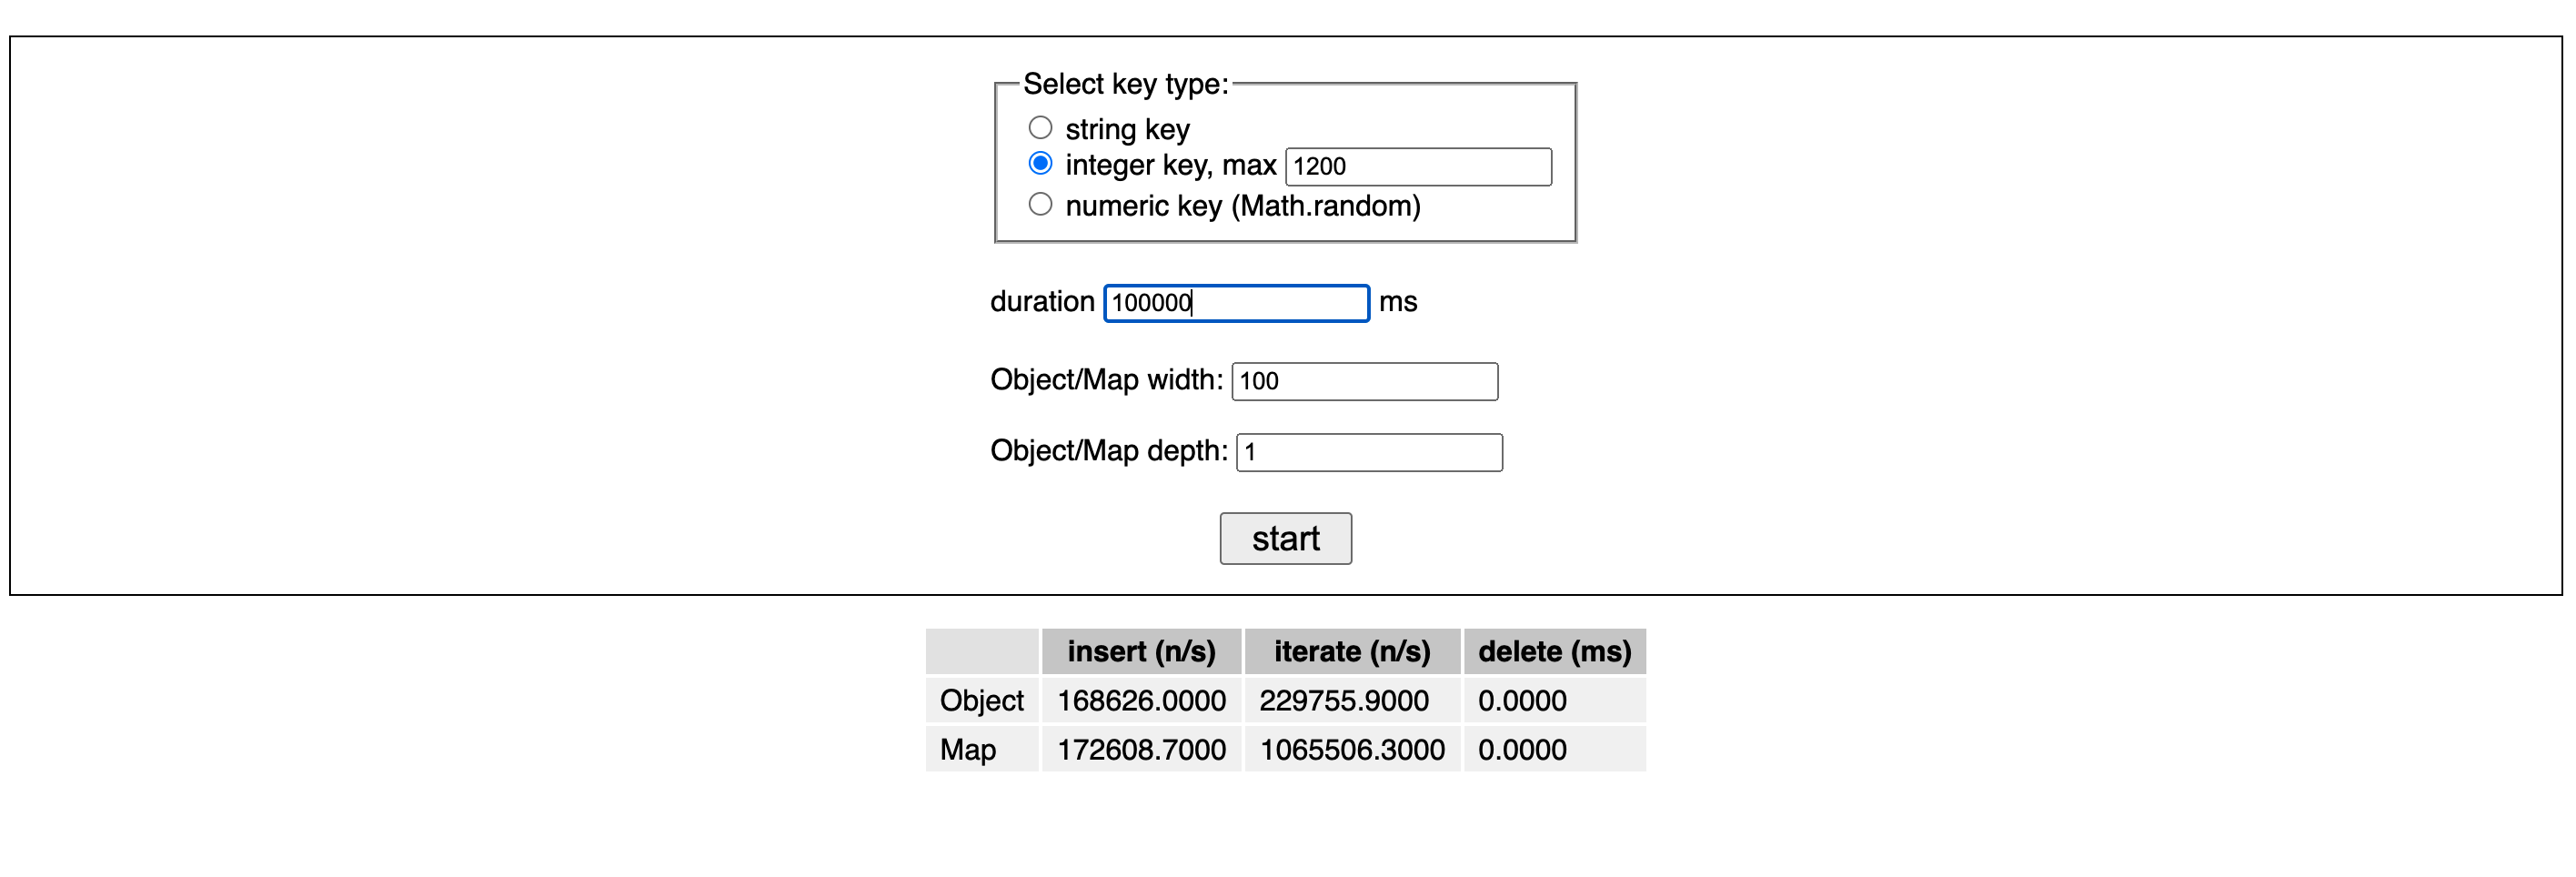 Select key type:
string key
integer key, max 1200
numeric key (Math.random)
duration 100000 ms
Object/Map width: 100
Object/Map depth: 1
start
insert (n/s) iterate (n/s) delete (ms)
Object 168626.0000 229755.9000 0.0000
Map 172608.7000 1065506.3000 0.0000